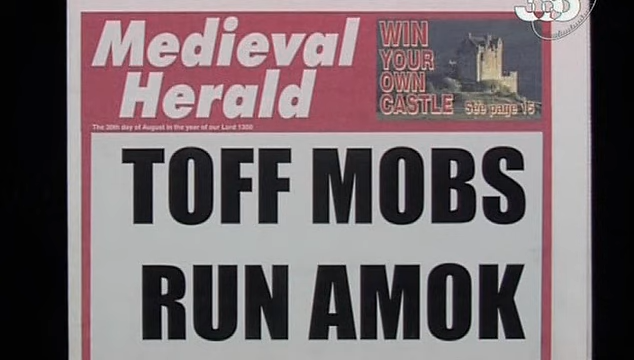 Medieval
Herald
WIN
YOUR
OWN
CASTLE
See page 15
The 30th day of August in the year of our Lord 1300
TOFF MOBS
RUN AMOK